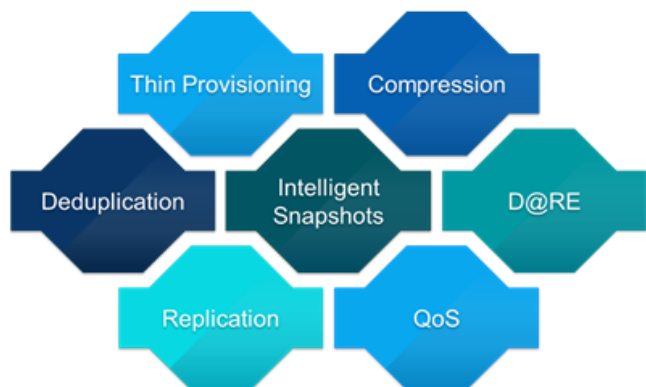 Thin Provisioning
Compression
Deduplication
Intelligent
Snapshots
D@RE
Replication
QoS